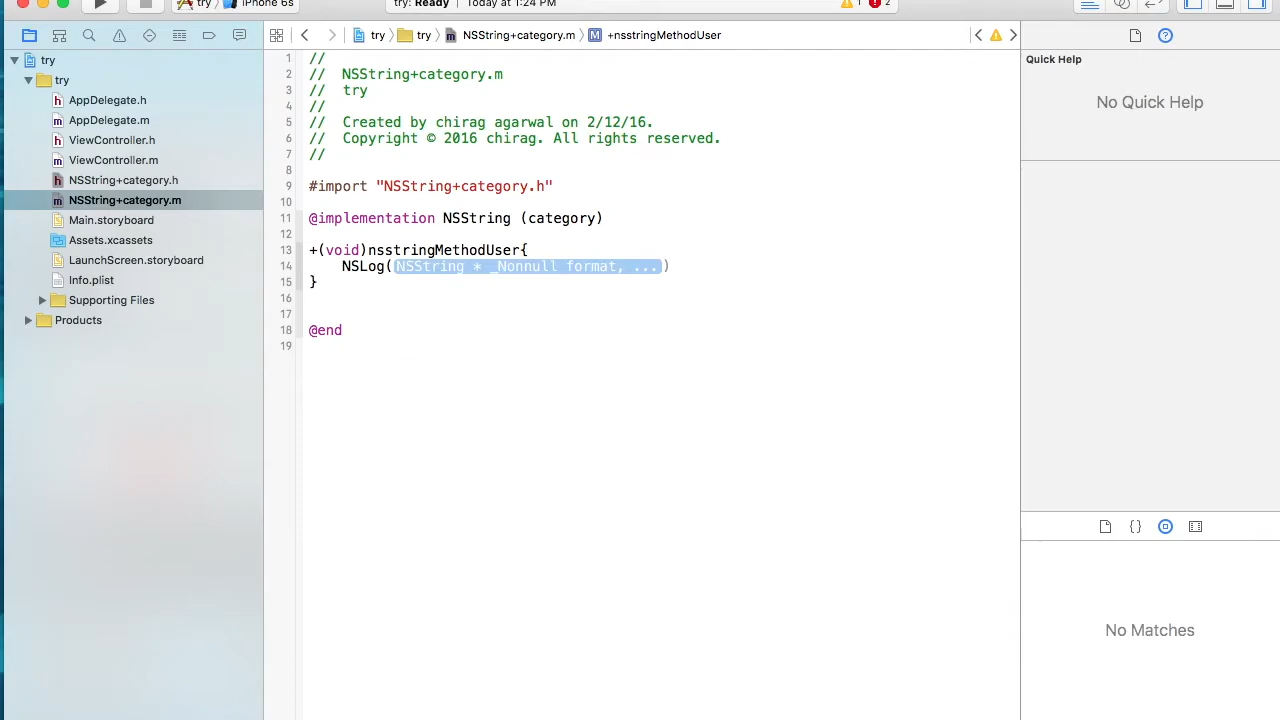 try
iPhone 6s
try: Ready | Today at 1:24 PM
1
2
try
try
NSString+category.m
M
+nsstringMethodUser
try
try
h AppDelegate.h
m AppDelegate.m
h ViewController.h
m ViewController.m
h NSString+category.h
m NSString+category.m
Main.storyboard
Assets.xcassets
LaunchScreen.storyboard
Info.plist
Supporting Files
Products
1 //
2 // NSString+category.m
3 // try
4 //
5 // Created by chirag agarwal on 2/12/16.
6 // Copyright © 2016 chirag. All rights reserved.
7 //
8
9 #import "NSString+category.h"
10
11 @implementation NSString (category)
12
13 +(void)nsstringMethodUser{
14 NSLog(NSString * _Nonnull format, ...)
15 }
16
17
18 @end
19
Quick Help
No Quick Help
{}
No Matches